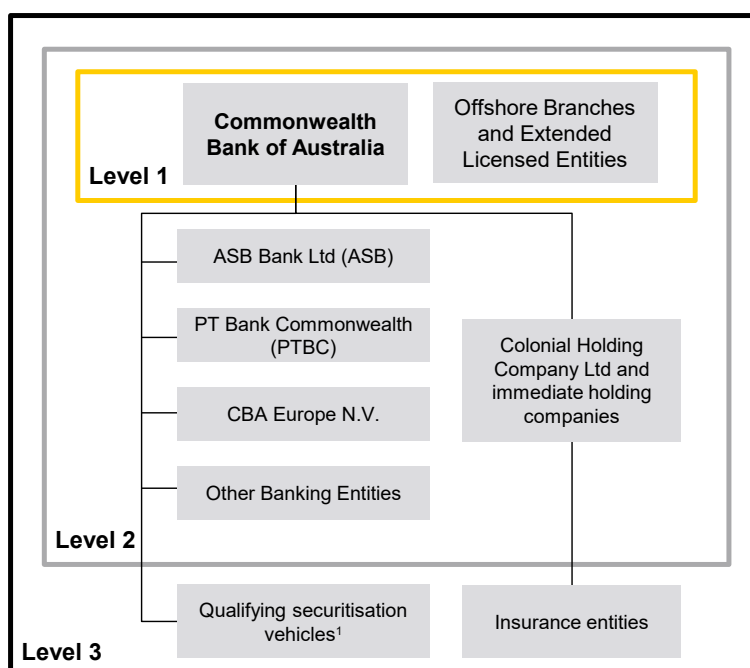 Commonwealth
Bank of Australia
Offshore Branches
and Extended
Licensed Entities
Level 1
ASB Bank Ltd (ASB)
PT Bank Commonwealth
(PTBC)
Colonial Holding
Company Ltd and
immediate holding
companies
CBA Europe N.V.
Other Banking Entities
Level 2
Qualifying securitisation
vehicles¹
Insurance entities
Level 3